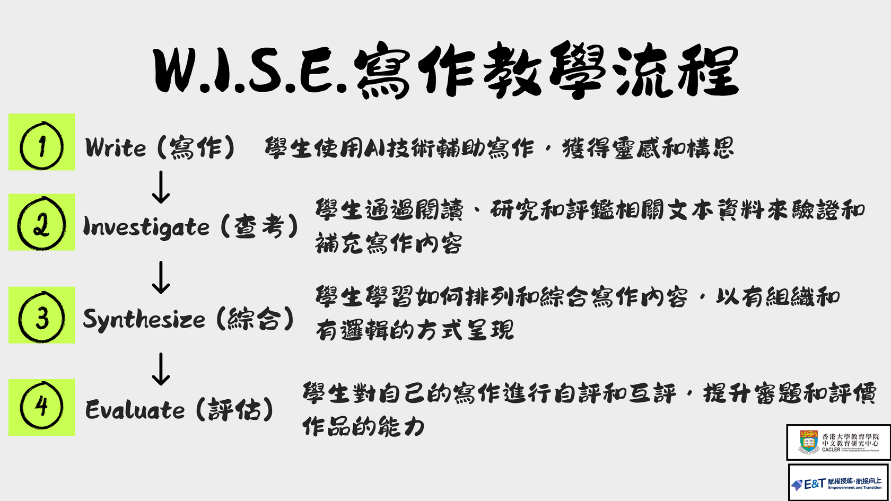 W.I.S.E.寫作教學流程
1 Write (寫作) 學生使用AI技術輔助寫作，獲得靈感和構思
2 Investigate (查考) 學生通過閱讀、研究和評鑑相關文本資料來驗證和
補充寫作內容
3 Synthesize (綜合) 學生學習如何排列和綜合寫作內容，以有組織和
有邏輯的方式呈現
4 Evaluate (評估) 學生對自己的寫作進行自評和互評，提升審題和評價
作品的能力
香港大學教育學院
中文教育研究中心
CACLER
E&T 賦權授能·銜接向上
Empowerment and Transition